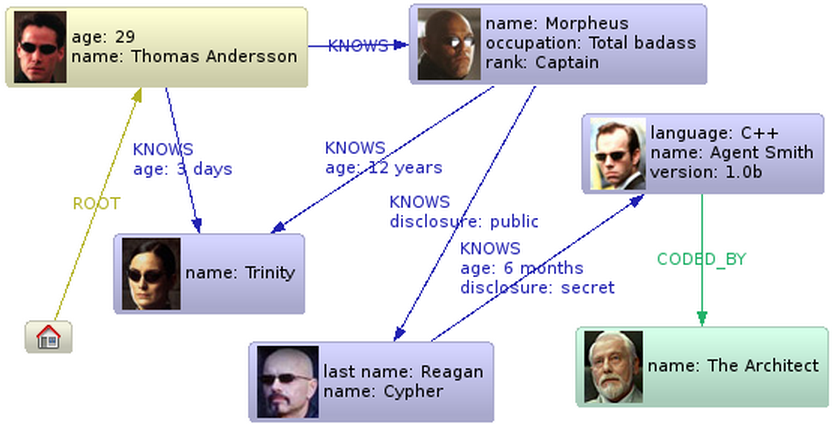 age: 29
name: Thomas Andersson
KNOWS
name: Morpheus
occupation: Total badass
rank: Captain
KNOWS
age: 3 days
KNOWS
age: 12 years
language: C++
name: Agent Smith
version: 1.0b
ROOT
KNOWS
disclosure: public
KNOWS
age: 6 months
disclosure: secret
CODED_BY
name: Trinity
last name: Reagan
name: Cypher
name: The Architect